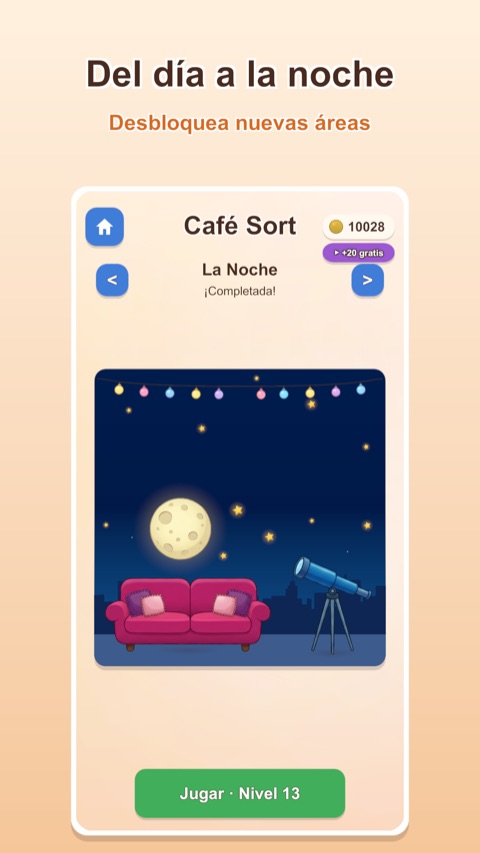 Del día a la noche
Desbloquea nuevas áreas
Café Sort
10028
+20 gratis
<
La Noche
>
¡Completada!
Jugar · Nivel 13